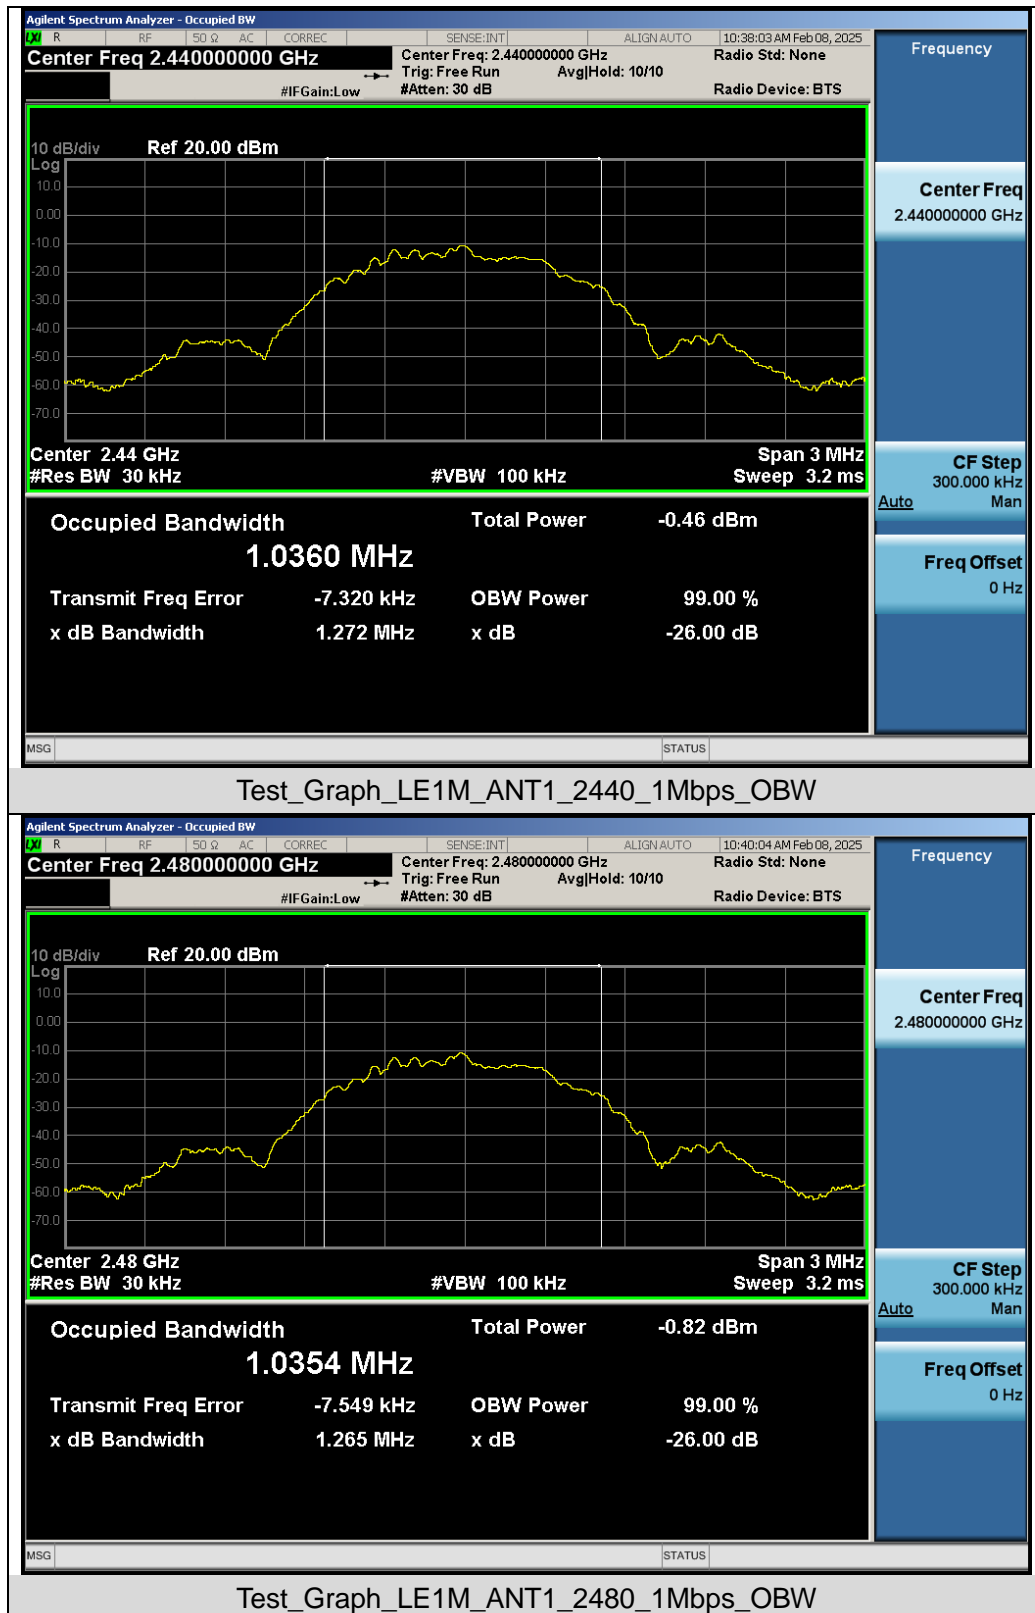 Agilent Spectrum Analyzer - Occupied BW
LXI R RF 50 Ω AC CORREC SENSE:INT ALIGN AUTO 10:38:03 AM Feb 08, 2025
Center Freq 2.440000000 GHz Center Freq: 2.440000000 GHz Radio Std: None Frequency
Trig: Free Run Avg|Hold: 10/10
#IFGain:Low #Atten: 30 dB Radio Device: BTS
10 dB/div Ref 20.00 dBm
Log
10.0
0.00
-10.0
-20.0
-30.0
-40.0
-50.0
-60.0
-70.0
Center Freq
2.440000000 GHz
Center 2.44 GHz Span 3 MHz
#Res BW 30 kHz #VBW 100 kHz Sweep 3.2 ms
CF Step
300.000 kHz
Auto Man
Occupied Bandwidth Total Power -0.46 dBm
1.0360 MHz
Transmit Freq Error -7.320 kHz OBW Power 99.00 %
x dB Bandwidth 1.272 MHz x dB -26.00 dB
Freq Offset
0 Hz
MSG STATUS
Test_Graph_LE1M_ANT1_2440_1Mbps_OBW
Agilent Spectrum Analyzer - Occupied BW
LXI R RF 50 Ω AC CORREC SENSE:INT ALIGN AUTO 10:40:04 AM Feb 08, 2025
Center Freq 2.480000000 GHz Center Freq: 2.480000000 GHz Radio Std: None Frequency
Trig: Free Run Avg|Hold: 10/10
#IFGain:Low #Atten: 30 dB Radio Device: BTS
10 dB/div Ref 20.00 dBm
Log
10.0
0.00
-10.0
-20.0
-30.0
-40.0
-50.0
-60.0
-70.0
Center Freq
2.480000000 GHz
Center 2.48 GHz Span 3 MHz
#Res BW 30 kHz #VBW 100 kHz Sweep 3.2 ms
CF Step
300.000 kHz
Auto Man
Occupied Bandwidth Total Power -0.82 dBm
1.0354 MHz
Transmit Freq Error -7.549 kHz OBW Power 99.00 %
x dB Bandwidth 1.265 MHz x dB -26.00 dB
Freq Offset
0 Hz
MSG STATUS
Test_Graph_LE1M_ANT1_2480_1Mbps_OBW